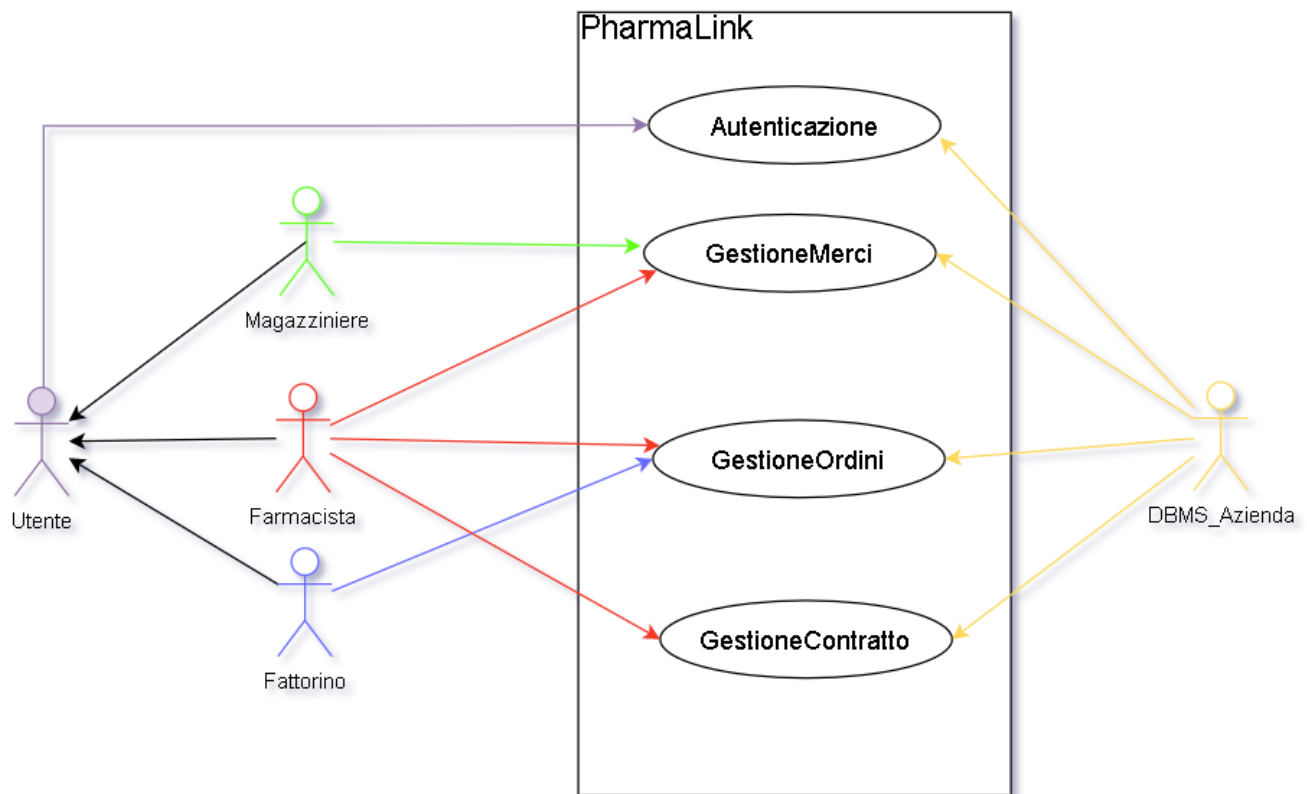 PharmaLink
Autenticazione
GestioneMerci
Magazziniere
GestioneOrdini
Utente
Farmacista
DBMS_Azienda
GestioneContratto
Fattorino